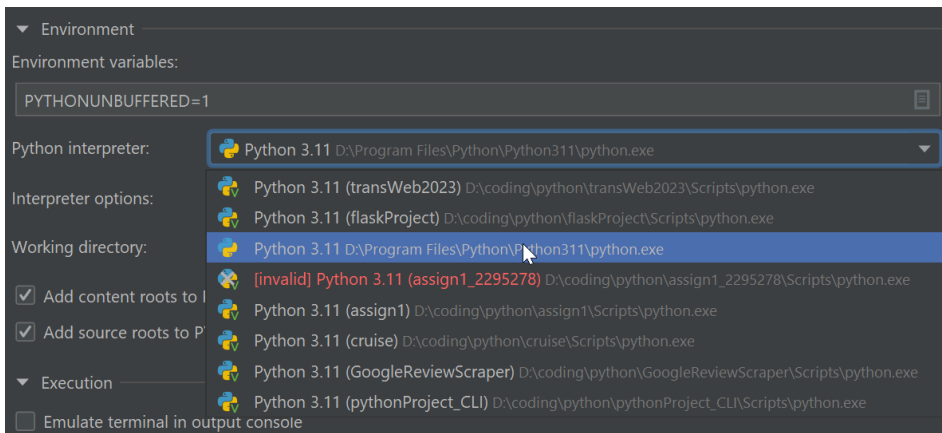 Environment
Environment variables:
PYTHONUNBUFFERED=1
Python interpreter: Python 3.11 D:\Program Files\Python\Python311\python.exe
Python 3.11 (transWeb2023) D:\coding\python\transWeb2023\Scripts\python.exe
Interpreter options:
Python 3.11 (flaskProject) D:\coding\python\flaskProject\Scripts\python.exe
Working directory: Python 3.11 D:\Program Files\Python\Python311\python.exe
[invalid] Python 3.11 (assign1_2295278) D:\coding\python\assign1_2295278\Scripts\python.exe
Add content roots to
Python 3.11 (assign1) D:\coding\python\assign1\Scripts\python.exe
Add source roots to P
Python 3.11 (cruise) D:\coding\python\cruise\Scripts\python.exe
Python 3.11 (GoogleReviewScraper) D:\coding\python\GoogleReviewScraper\Scripts\python.exe
Execution
Python 3.11 (pythonProject_CLI) D:\coding\python\pythonProject_CLI\Scripts\python.exe
Emulate terminal in output console